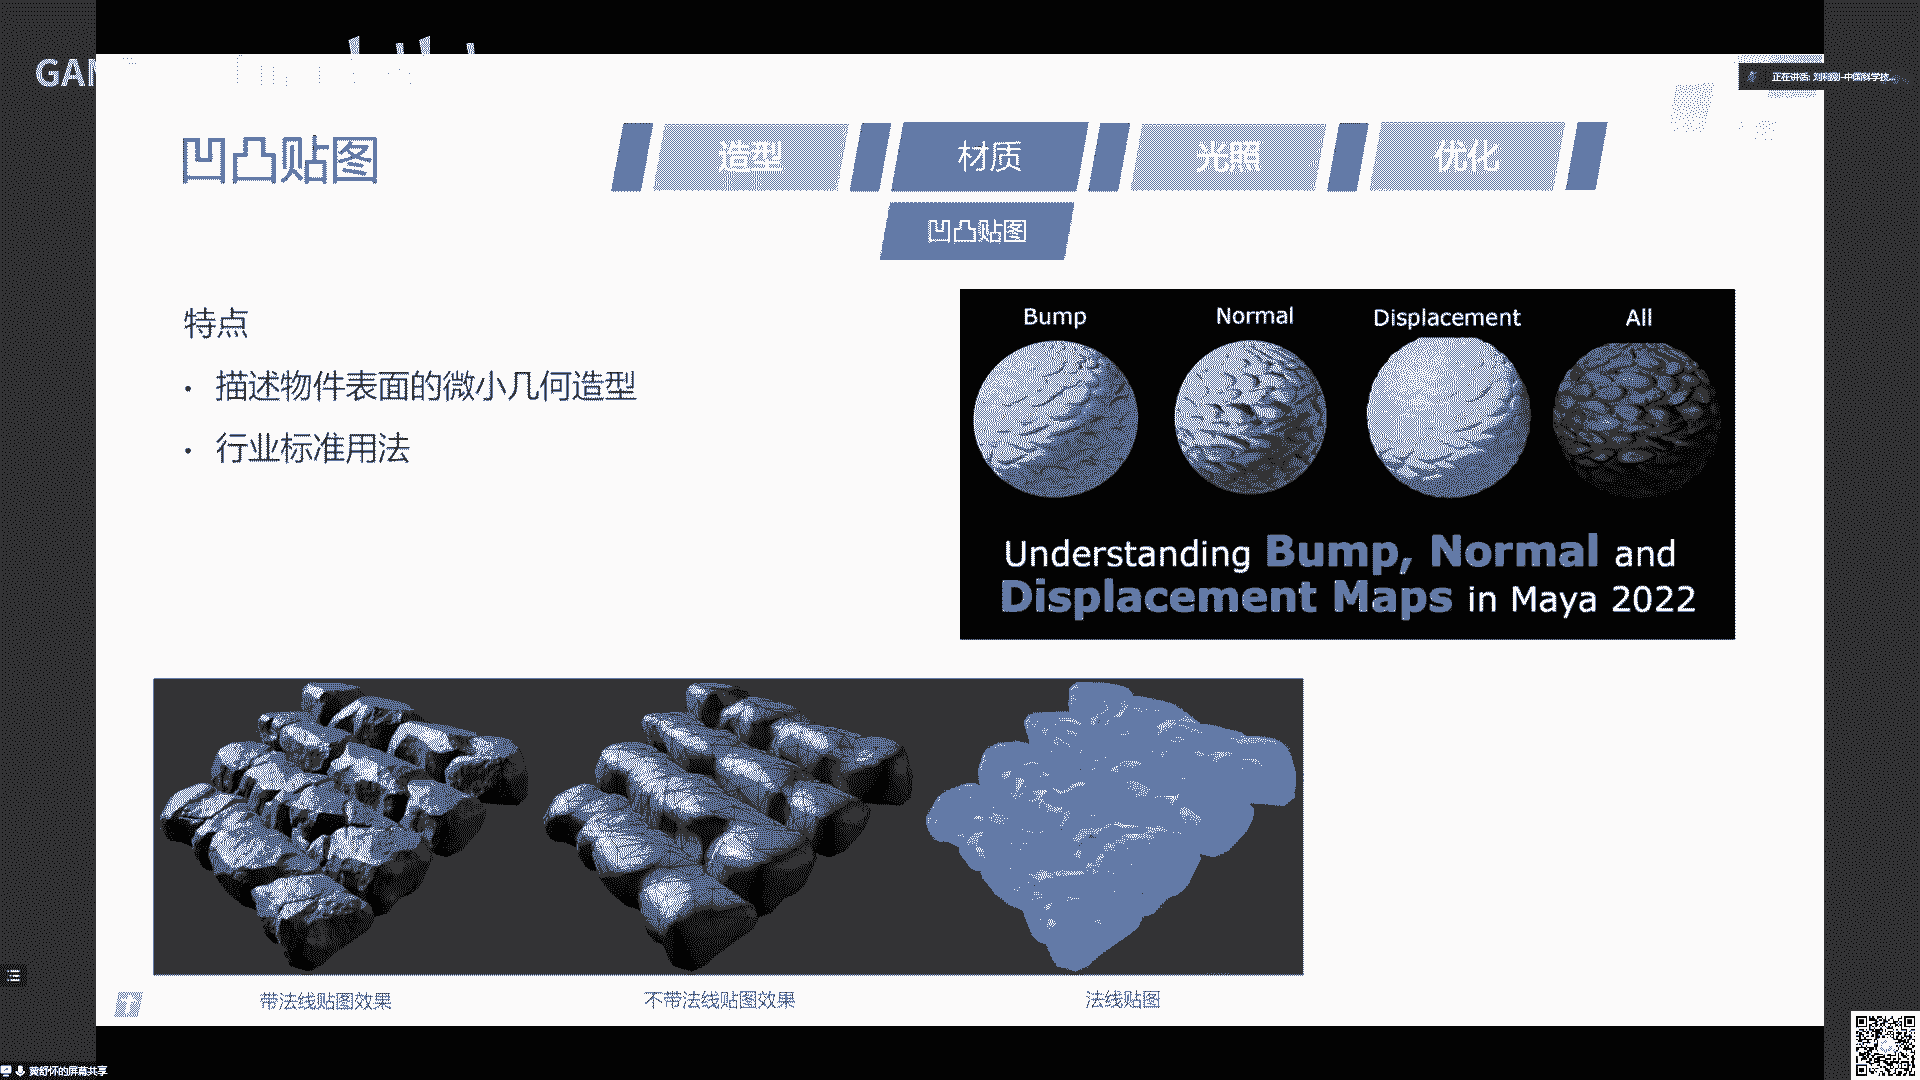 GAM
正在讲话: 刘利刚-中国科学技...
凹凸贴图
造型
材质
光照
优化
凹凸贴图
特点
• 描述物件表面的微小几何造型
• 行业标准用法
Bump
Normal
Displacement
All
Understanding Bump, Normal and
Displacement Maps in Maya 2022
带法线贴图效果
不带法线贴图效果
法线贴图
黄舒怀的屏幕共享